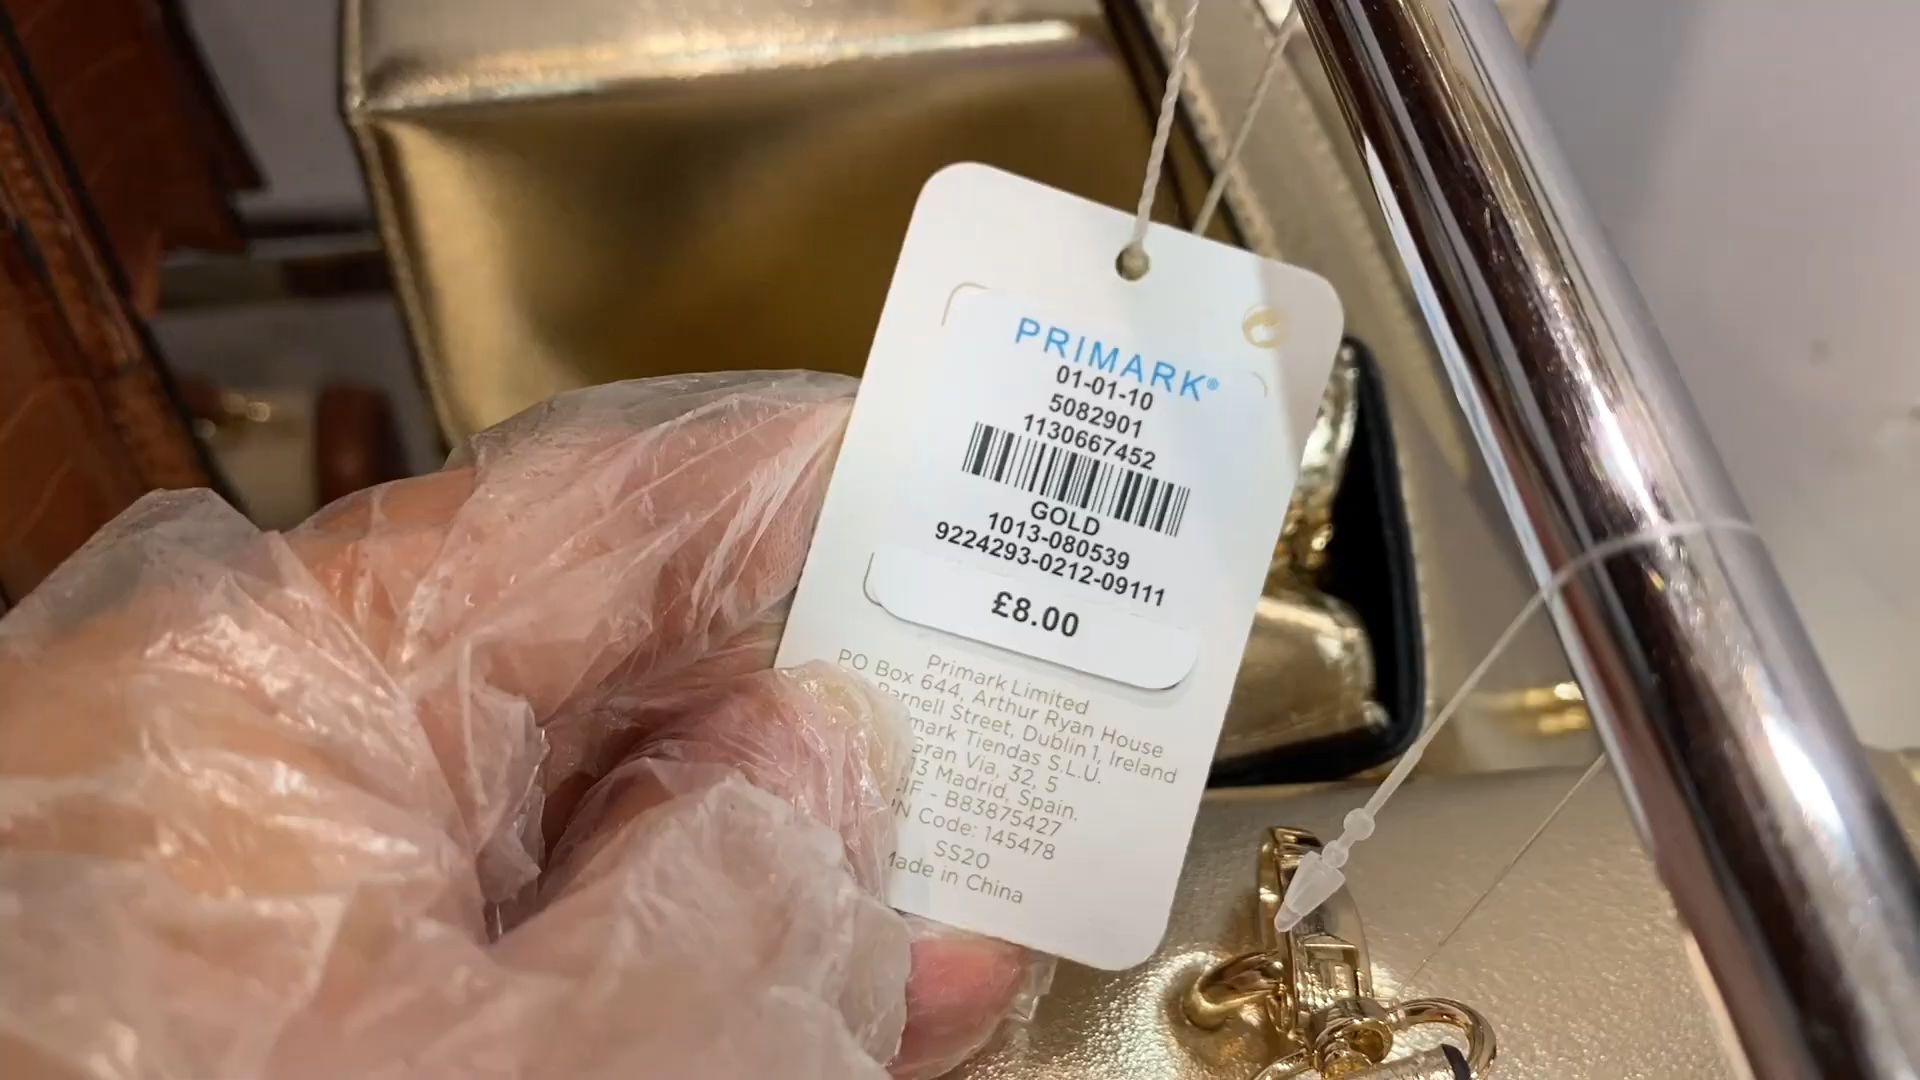 PRIMARK®
01-01-10
5082901
1130667452
GOLD
1013-080539
9224293-0212-09111
£8.00
Primark Limited
PO Box 644, Arthur Ryan House
Parnell Street, Dublin 1, Ireland
Tiendas S.L.U.
Gran Via, 32, 5
Madrid, Spain.
B83875427
Code: 145478
SS20
Made in China